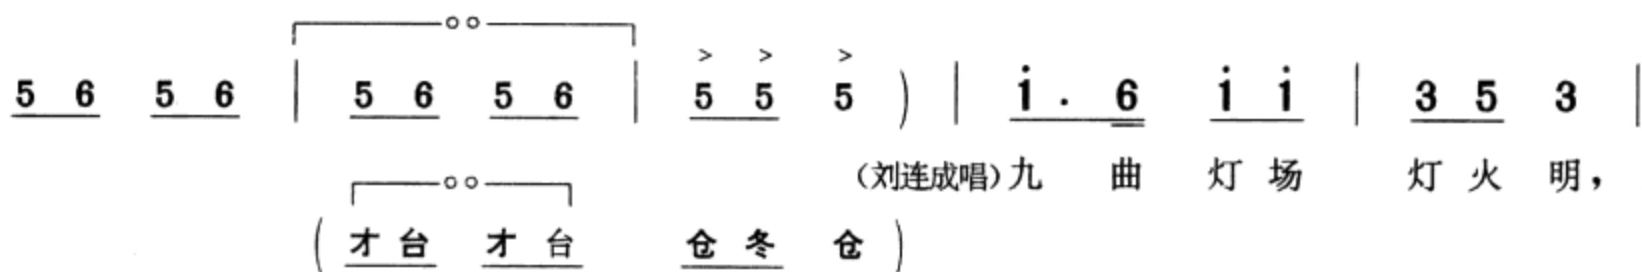 5 6 5 6 | 5 6 5 6 | 5 5 5 ) | i · 6 i i | 3 5 3 |
(刘连成唱)九 曲 灯 场 灯 火 明,
( 才 台 才 台 仓 冬 仓 )